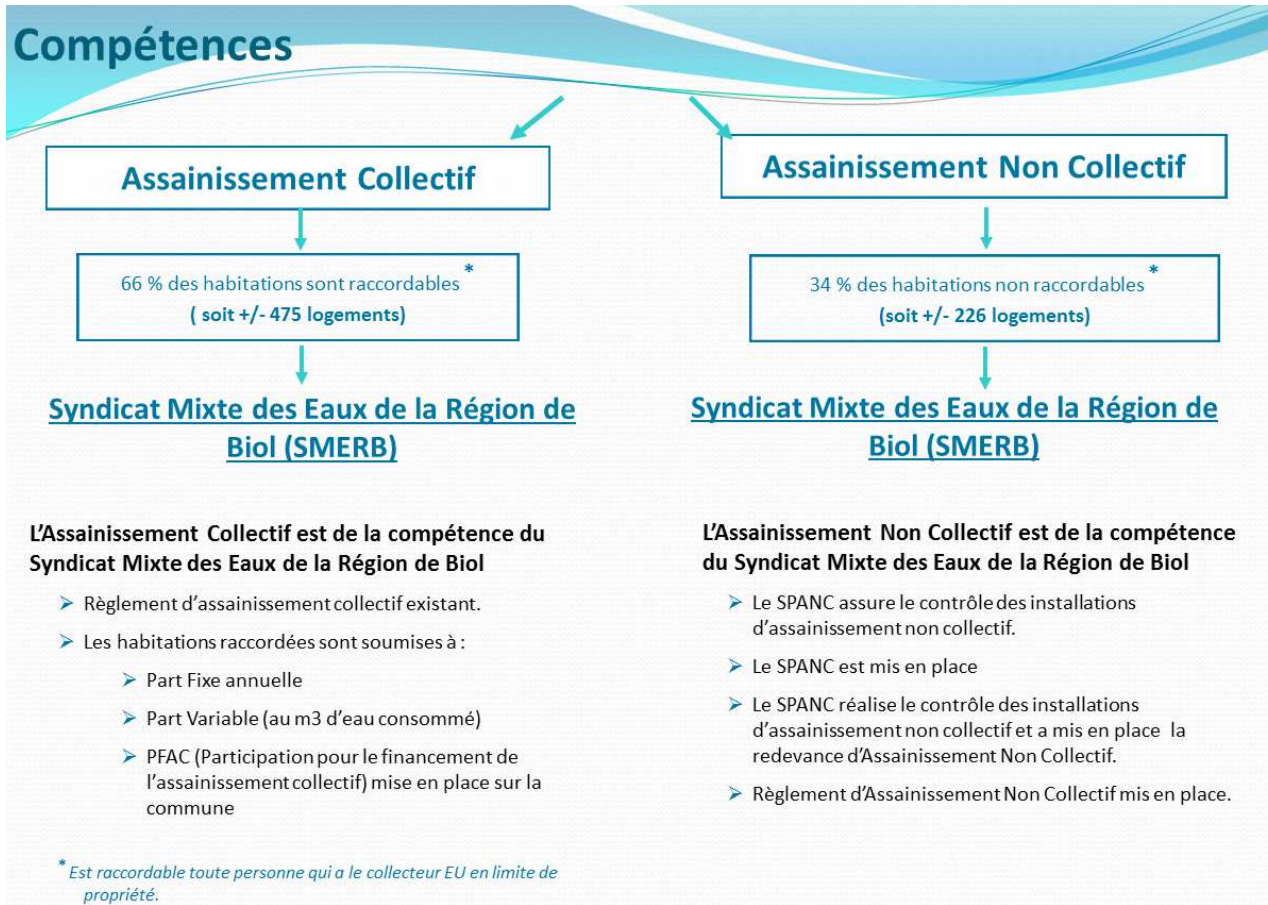 Compétences
Assainissement Collectif
66 % des habitations sont raccordables *
( soit +/- 475 logements)
Syndicat Mixte des Eaux de la Région de
Biol (SMERB)
L'Assainissement Collectif est de la compétence du
Syndicat Mixte des Eaux de la Région de Biol
➢ Règlement d'assainissement collectif existant.
➢ Les habitations raccordées sont soumises à :
➢ Part Fixe annuelle
➢ Part Variable (au m3 d'eau consommé)
➢ PFAC (Participation pour le financement de
l'assainissement collectif) mise en place sur la
commune
* Est raccordable toute personne qui a le collecteur EU en limite de
propriété.
Assainissement Non Collectif
34 % des habitations non raccordables *
(soit +/- 226 logements)
Syndicat Mixte des Eaux de la Région de
Biol (SMERB)
L'Assainissement Non Collectif est de la compétence
du Syndicat Mixte des Eaux de la Région de Biol
➢ Le SPANC assure le contrôle des installations
d'assainissement non collectif.
➢ Le SPANC est mis en place
➢ Le SPANC réalise le contrôle des installations
d'assainissement non collectif et a mis en place la
redevance d'Assainissement Non Collectif.
➢ Règlement d'Assainissement Non Collectif mis en place.